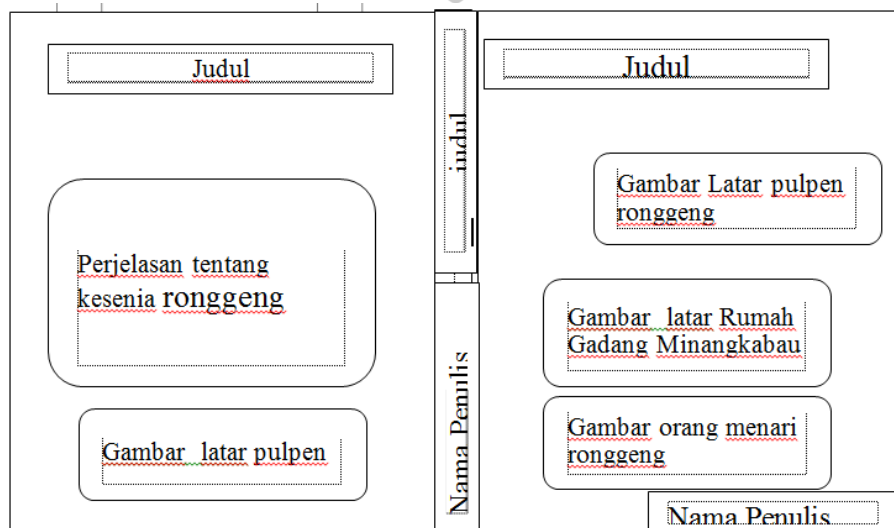 Judul
Perjelasan tentang
kesenia ronggeng
Gambar latar pulpen
judul
Nama Penulis
Judul
Gambar Latar pulpen
ronggeng
Gambar latar Rumah
Gadang Minangkabau
Gambar orang menari
ronggeng
Nama Penulis